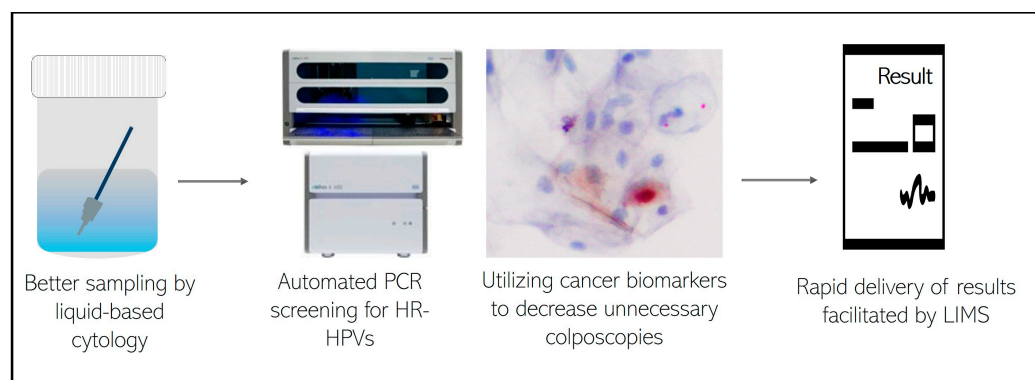 Better sampling by
liquid-based
cytology
Automated PCR
screening for HR-
HPVs
Utilizing cancer biomarkers
to decrease unnecessary
colposcopies
Result
Rapid delivery of results
facilitated by LIMS